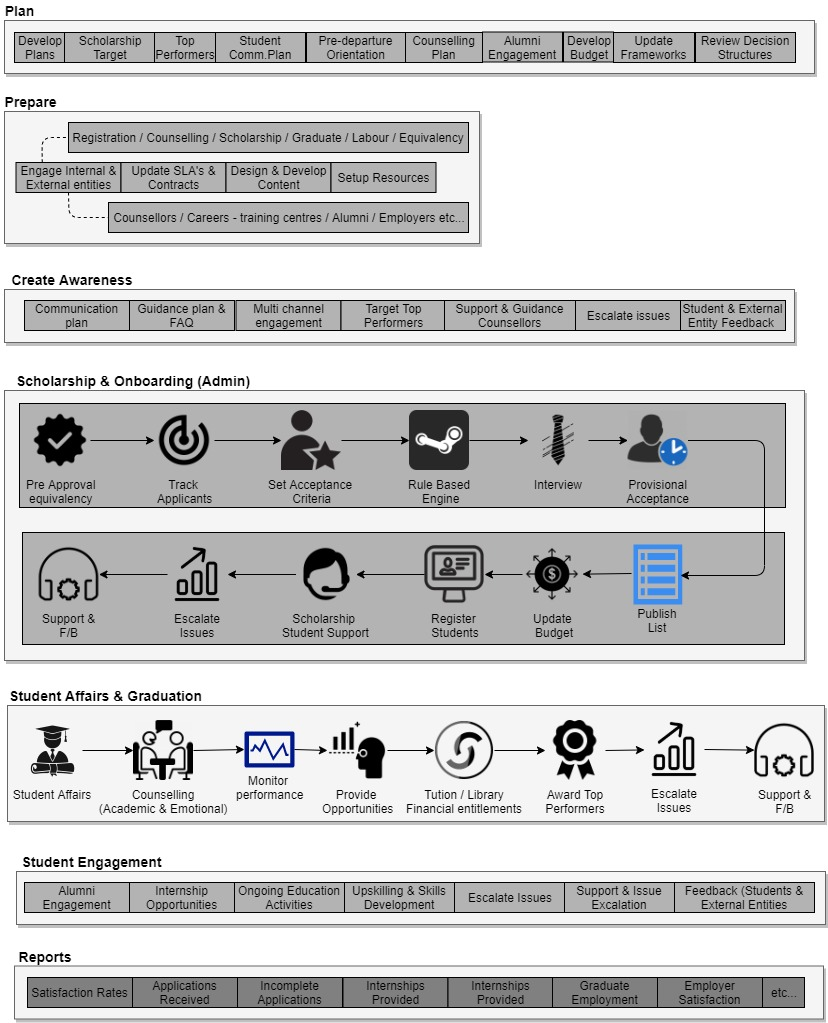 Plan
Develop
Plans
Scholarship
Target
Top
Performers
Student
Comm.Plan
Pre-departure
Orientation
Counselling
Plan
Alumni
Engagement
Develop
Budget
Update
Frameworks
Review Decision
Structures
Prepare
Registration / Counselling / Scholarship / Graduate / Labour / Equivalency
Engage Internal &
External entities
Update SLA's &
Contracts
Design & Develop
Content
Setup Resources
Counsellors / Careers - training centres / Alumni / Employers etc...
Create Awareness
Communication
plan
Guidance plan &
FAQ
Multi channel
engagement
Target Top
Performers
Support & Guidance
Counsellors
Escalate issues
Student & External
Entity Feedback
Scholarship & Onboarding (Admin)
Pre Approval
equivalency
Track
Applicants
Set Acceptance
Criteria
Rule Based
Engine
Interview
Provisional
Acceptance
Support &
F/B
Escalate
Issues
Scholarship
Student Support
Register
Students
Update
Budget
Publish
List
Student Affairs & Graduation
Student Affairs
Counselling
(Academic & Emotional)
Monitor
performance
Provide
Opportunities
Tution / Library
Financial entitlements
Award Top
Performers
Escalate
Issues
Support &
F/B
Student Engagement
Alumni
Engagement
Internship
Opportunities
Ongoing Education
Activities
Upskilling & Skills
Development
Escalate Issues
Support & Issue
Excalation
Feedback (Students &
External Entities
Reports
Satisfaction Rates
Applications
Received
Incomplete
Applications
Internships
Provided
Internships
Provided
Graduate
Employment
Employer
Satisfaction
etc...